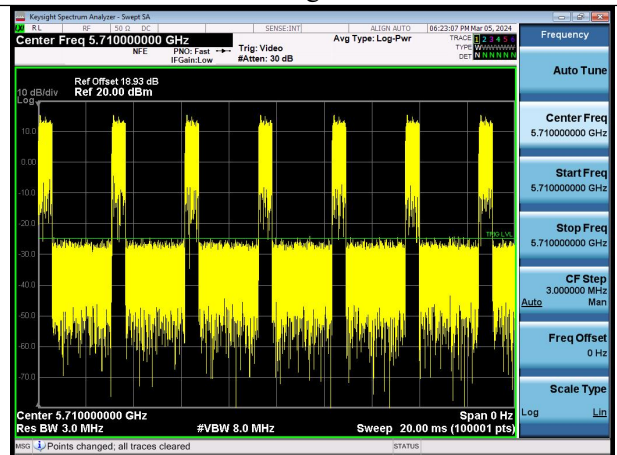 Keysight Spectrum Analyzer - Swept SA
RL RF 50 Ω DC SENSE:INT ALIGN AUTO 06:23:07 PM Mar 05, 2024
Center Freq 5.710000000 GHz Avg Type: Log-Pwr TRACE 1 2 3 4 5 6
NFE PNO: Fast Trig: Video TYPE WWWWWW
IFGain:Low #Atten: 30 dB DET N N N N N N
Frequency
Auto Tune
Ref Offset 18.93 dB
10 dB/div Ref 20.00 dBm
Log
10.0
0.00
-10.0
-20.0
TRIG LVL
-30.0
-40.0
-50.0
-60.0
-70.0
Center Freq
5.710000000 GHz
Start Freq
5.710000000 GHz
Stop Freq
5.710000000 GHz
CF Step
3.000000 MHz
Auto Man
Freq Offset
0 Hz
Scale Type
Log Lin
Center 5.710000000 GHz Span 0 Hz
Res BW 3.0 MHz #VBW 8.0 MHz Sweep 20.00 ms (100001 pts)
MSG Points changed; all traces cleared STATUS